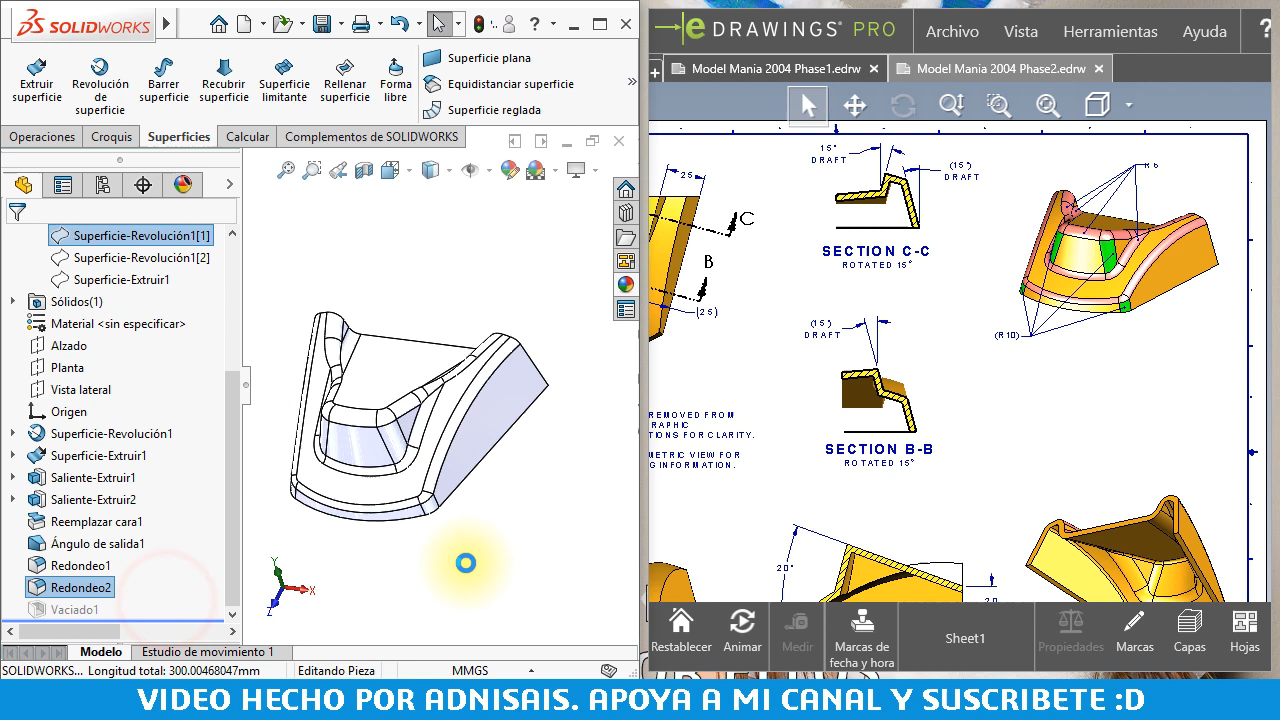 SOLIDWORKS
?
Extruir superficie
Revolución de superficie
Barrer superficie
Recubrir superficie
Superficie limitante
Rellenar superficie
Forma libre
Superficie plana
Equidistanciar superficie
Superficie reglada
Operaciones
Croquis
Superficies
Calcular
Complementos de SOLIDWORKS
Superficie-Revolución1[1]
Superficie-Revolución1[2]
Superficie-Extruir1
Sólidos(1)
Material <sin especificar>
Alzado
Planta
Vista lateral
Origen
Superficie-Revolución1
Superficie-Extruir1
Saliente-Extruir1
Saliente-Extruir2
Reemplazar cara1
Ángulo de salida1
Redondeo1
Redondeo2
Vaciado1
Y
X
Z
Modelo
Estudio de movimiento 1
SOLIDWORKS Longitud total: 300.00468047mm
Editando Pieza
MMGS
eDRAWINGS® PRO
Archivo
Vista
Herramientas
Ayuda
?
Model Mania 2004 Phase1.edrw
Model Mania 2004 Phase2.edrw
25
C
B
(25)
15°
DRAFT
(15°)
DRAFT
SECTION C-C
ROTATED 15°
(15°)
DRAFT
SECTION B-B
ROTATED 15°
R6
(R10)
REMOVED FROM
RAPHIC
TIONS FOR CLARITY.
METRIC VIEW FOR
G INFORMATION.
20°
20
Restablecer
Animar
Medir
Marcas de fecha y hora
Sheet1
Propiedades
Marcas
Capas
Hojas
VIDEO HECHO POR ADNISAIS. APOYA A MI CANAL Y SUSCRIBETE :D